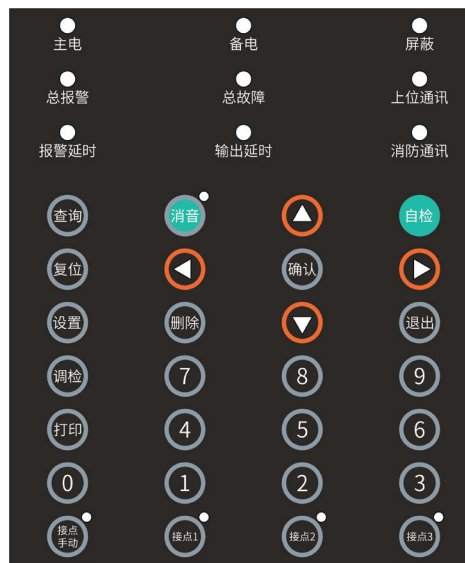 主电 备电 屏蔽
总报警 总故障 上位通讯
报警延时 输出延时 消防通讯
查询 消音 自检
复位 确认
设置 删除 退出
调检 7 8 9
打印 4 5 6
0 1 2 3
接点
手动 接点1 接点2 接点3